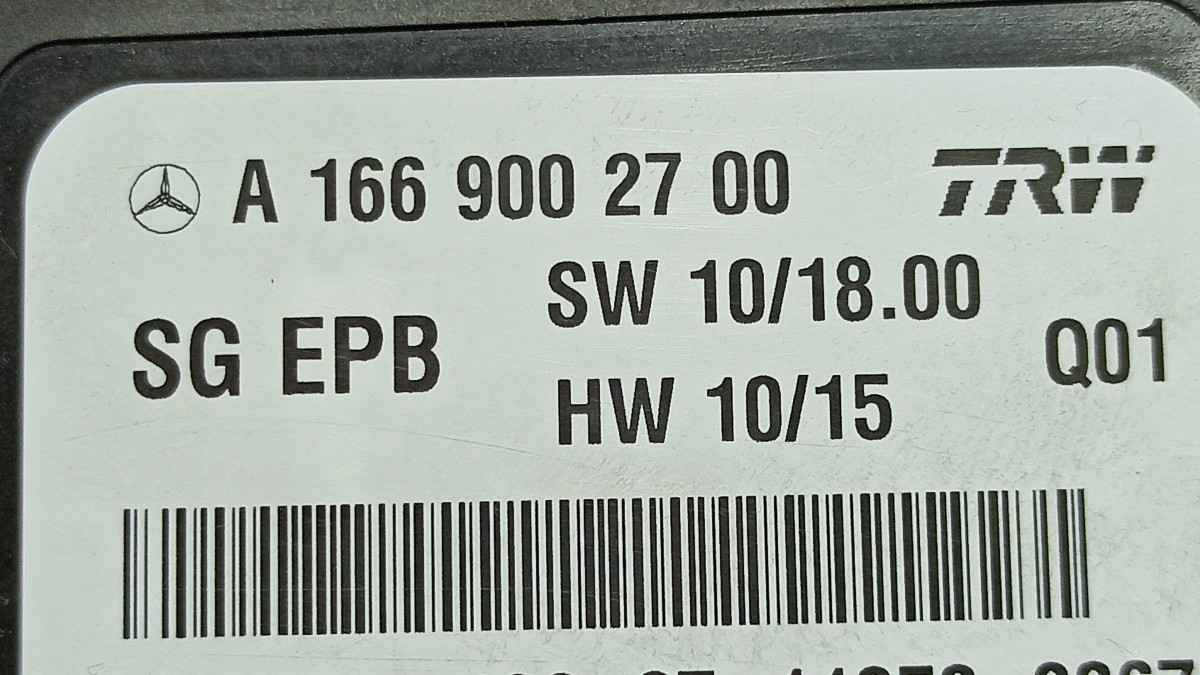 A 166 900 27 00 TRW
SW 10/18.00
SG EPB Q01
HW 10/15